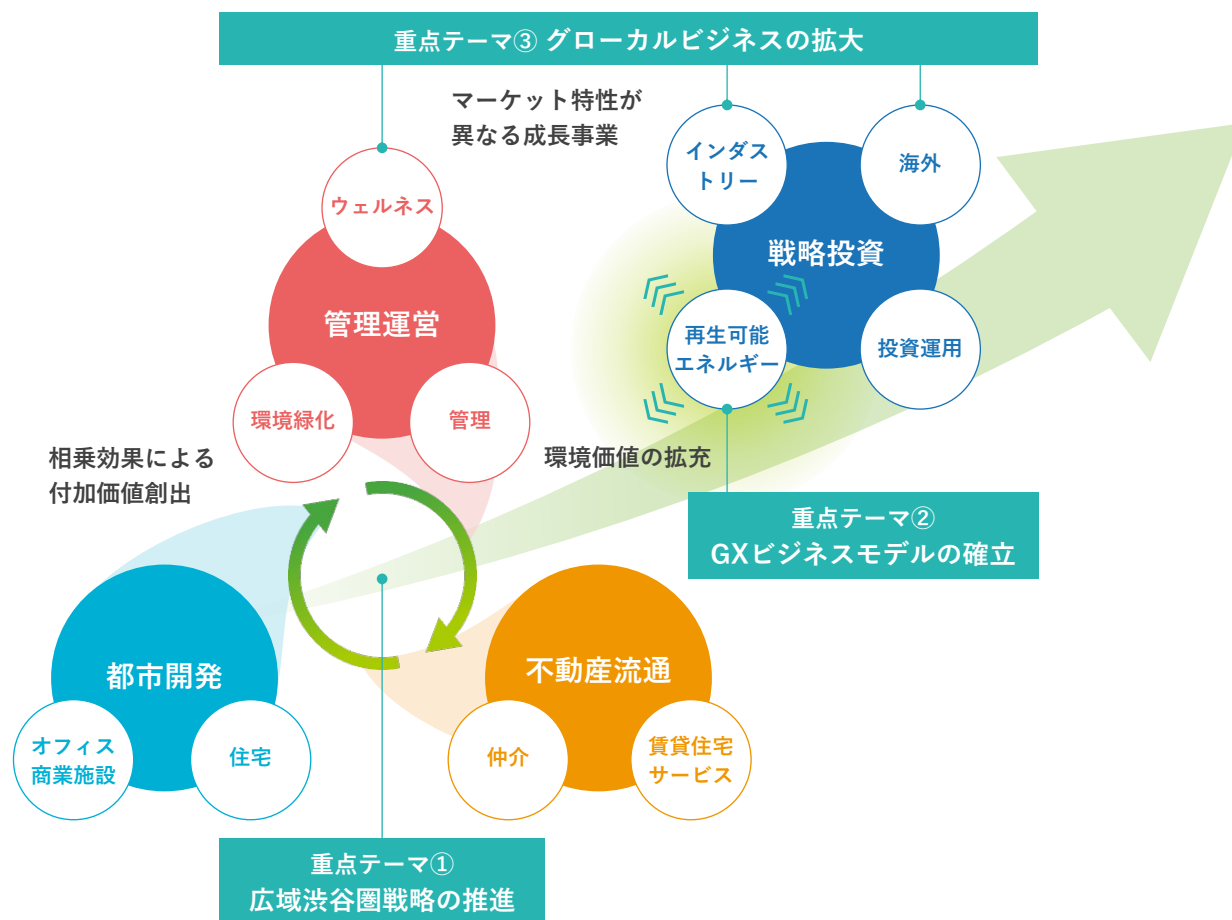 重点テーマ③ グローカルビジネスの拡大
マーケット特性が
異なる成長事業
ウェルネス
管理運営
環境緑化
管理
インダス
トリー
海外
戦略投資
再生可能
エネルギー
投資運用
相乗効果による
付加価値創出
環境価値の拡充
重点テーマ②
GXビジネスモデルの確立
都市開発
オフィス
商業施設
住宅
不動産流通
仲介
賃貸住宅
サービス
重点テーマ①
広域渋谷圏戦略の推進